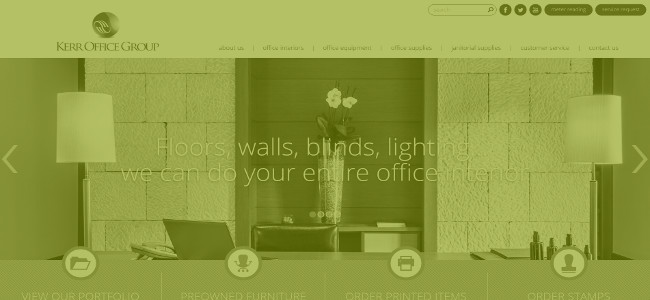 search
meter reading
service request
KERR OFFICE GROUP
about us | office interiors | office equipment | office supplies | janitorial supplies | customer service | contact us
Floors, walls, blinds, lighting
we can do your entire office interior
VIEW OUR PORTFOLIO
PREOWNED FURNITURE
ORDER PRINTED ITEMS
ORDER STAMPS